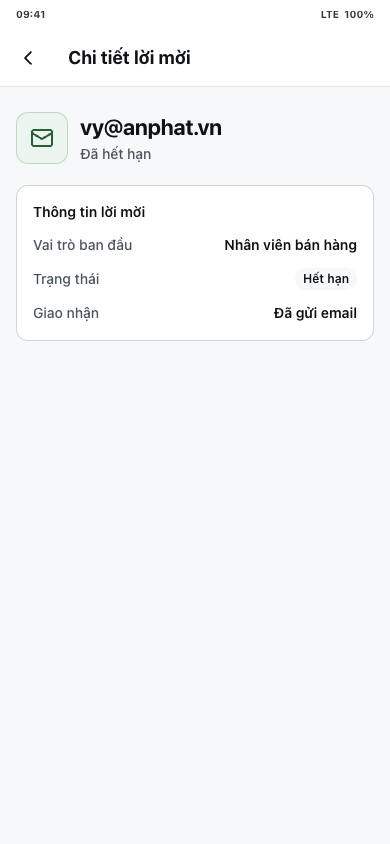 09:41 LTE 100%
Chi tiết lời mời
vy@anphat.vn
Đã hết hạn
Thông tin lời mời
Vai trò ban đầu Nhân viên bán hàng
Trạng thái Hết hạn
Giao nhận Đã gửi email